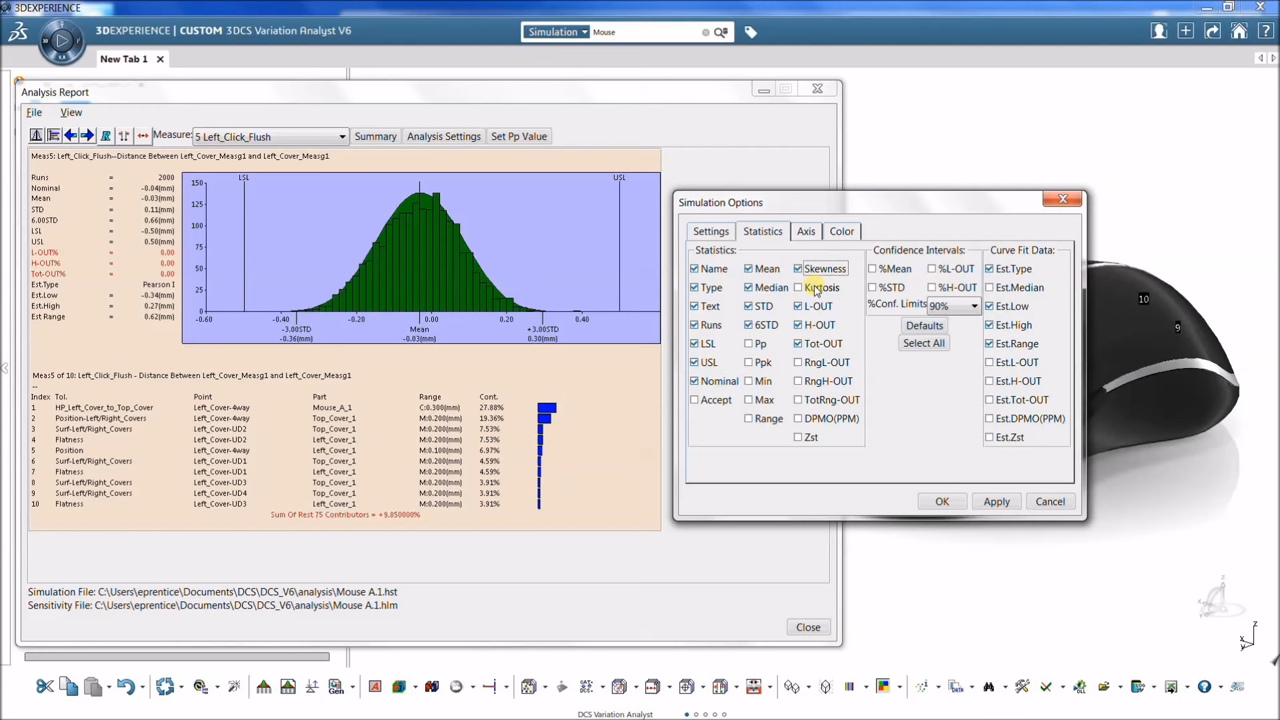 3DEXPERIENCE
3DEXPERIENCE | CUSTOM 3DCS Variation Analyst V6
Simulation Mouse
New Tab 1
Analysis Report
File View
Measure: 5 Left_Click_Flush Summary Analysis Settings Set Pp Value
Meas5: Left_Click_Flush--Distance Between Left_Cover_Measg1 and Left_Cover_Measg1
Runs = 2000
Nominal = -0.04(mm)
Mean = -0.03(mm)
STD = 0.11(mm)
6.00STD = 0.66(mm)
LSL = -0.50(mm)
USL = 0.50(mm)
L-OUT% = 0.00
H-OUT% = 0.00
Tot-OUT% = 0.00
Est.Type = Pearson I
Est.Low = -0.34(mm)
Est.High = 0.27(mm)
Est Range = 0.62(mm)
LSL USL
150
125
100
75
50
25
0
-0.60 -0.40 -0.20 0.00 0.20 0.40
-3.00STD Mean +3.00STD
-0.36(mm) -0.03(mm) 0.30(mm)
Meas5 of 10: Left_Click_Flush - Distance Between Left_Cover_Measg1 and Left_Cover_Measg1
--
Tol. Point Part Range Cont.
1 HP_Left_Cover_to_Top_Cover Left_Cover-4way Mouse_A_1 C:0.300(mm) 27.88%
2 Position-Left/Right_Covers Left_Cover-4way Top_Cover_1 M:0.200(mm) 19.36%
3 Surf-Left/Right_Covers Left_Cover-UD2 Top_Cover_1 M:0.200(mm) 7.53%
4 Flatness Left_Cover-UD2 Left_Cover_1 M:0.200(mm) 7.53%
5 Position Left_Cover-4way Left_Cover_1 M:0.100(mm) 6.97%
6 Surf-Left/Right_Covers Left_Cover-UD1 Top_Cover_1 M:0.200(mm) 4.59%
7 Flatness Left_Cover-UD1 Left_Cover_1 M:0.200(mm) 4.59%
8 Surf-Left/Right_Covers Left_Cover-UD3 Top_Cover_1 M:0.200(mm) 3.91%
9 Surf-Left/Right_Covers Left_Cover-UD4 Top_Cover_1 M:0.200(mm) 3.91%
10 Flatness Left_Cover-UD3 Left_Cover_1 M:0.200(mm) 3.91%
Sum Of Rest 75 Contributors = +9.850000%
Simulation File: C:\Users\eprentice\Documents\DCS\DCS_V6\analysis\Mouse A.1.hst
Sensitivity File: C:\Users\eprentice\Documents\DCS\DCS_V6\analysis\Mouse A.1.hlm
Close
Simulation Options
Settings Statistics Axis Color
Statistics: Confidence Intervals: Curve Fit Data:
Name Mean Skewness %Mean %L-OUT Est.Type
Type Median Kurtosis %STD %H-OUT Est.Median
Text STD L-OUT %Conf. Limits 90% Est.Low
Runs 6STD H-OUT Defaults Est.High
LSL Pp Tot-OUT Select All Est.Range
USL Ppk RngL-OUT Est.L-OUT
Nominal Min RngH-OUT Est.H-OUT
Accept Max TotRng-OUT Est.Tot-OUT
Range DPMO(PPM) Est.DPMO(PPM)
Zst Est.Zst
OK Apply Cancel
10
9
z
x
y
Gen
DCS Variation Analyst